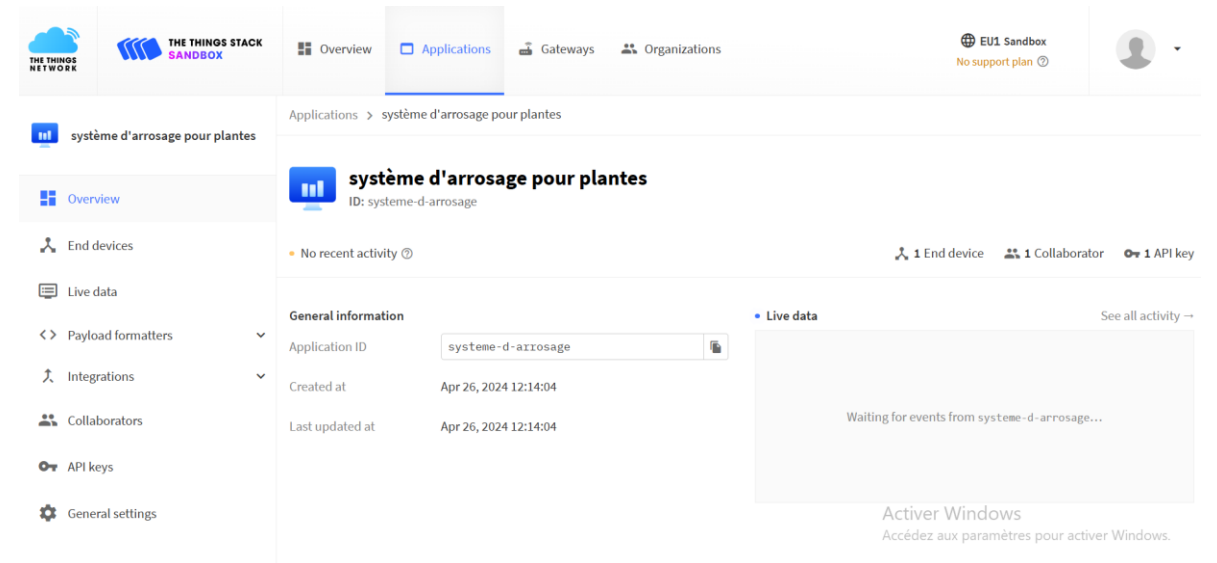 THE THINGS NETWORK
THE THINGS STACK
SANDBOX
Overview
Applications
Gateways
Organizations
EU1 Sandbox
No support plan
système d'arrosage pour plantes
Overview
End devices
Live data
Payload formatters
Integrations
Collaborators
API keys
General settings
Applications > système d'arrosage pour plantes
système d'arrosage pour plantes
ID: systeme-d-arrosage
No recent activity
1 End device
1 Collaborator
1 API key
General information
Application ID systeme-d-arrosage
Created at Apr 26, 2024 12:14:04
Last updated at Apr 26, 2024 12:14:04
Live data
See all activity →
Waiting for events from systeme-d-arrosage...
Activer Windows
Accédez aux paramètres pour activer Windows.